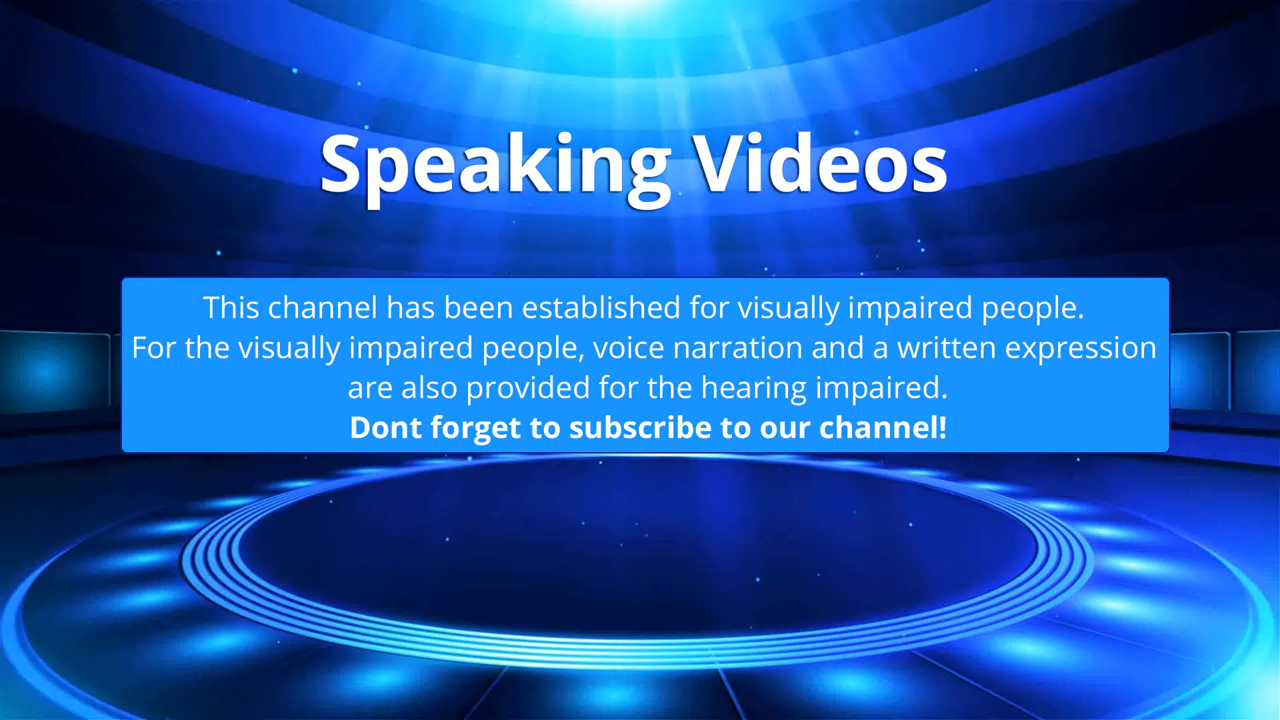 Speaking Videos
This channel has been established for visually impaired people.
For the visually impaired people, voice narration and a written expression
are also provided for the hearing impaired.
Dont forget to subscribe to our channel!